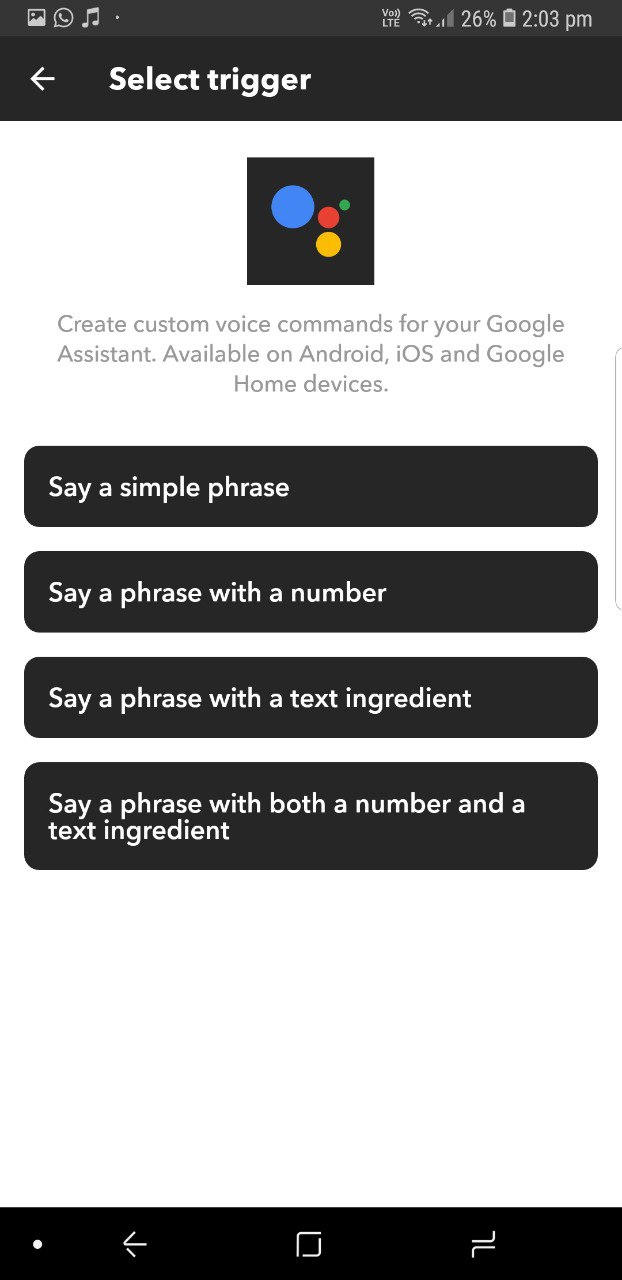 Vo)) LTE 26% 2:03 pm
Select trigger
Create custom voice commands for your Google
Assistant. Available on Android, iOS and Google
Home devices.
Say a simple phrase
Say a phrase with a number
Say a phrase with a text ingredient
Say a phrase with both a number and a
text ingredient